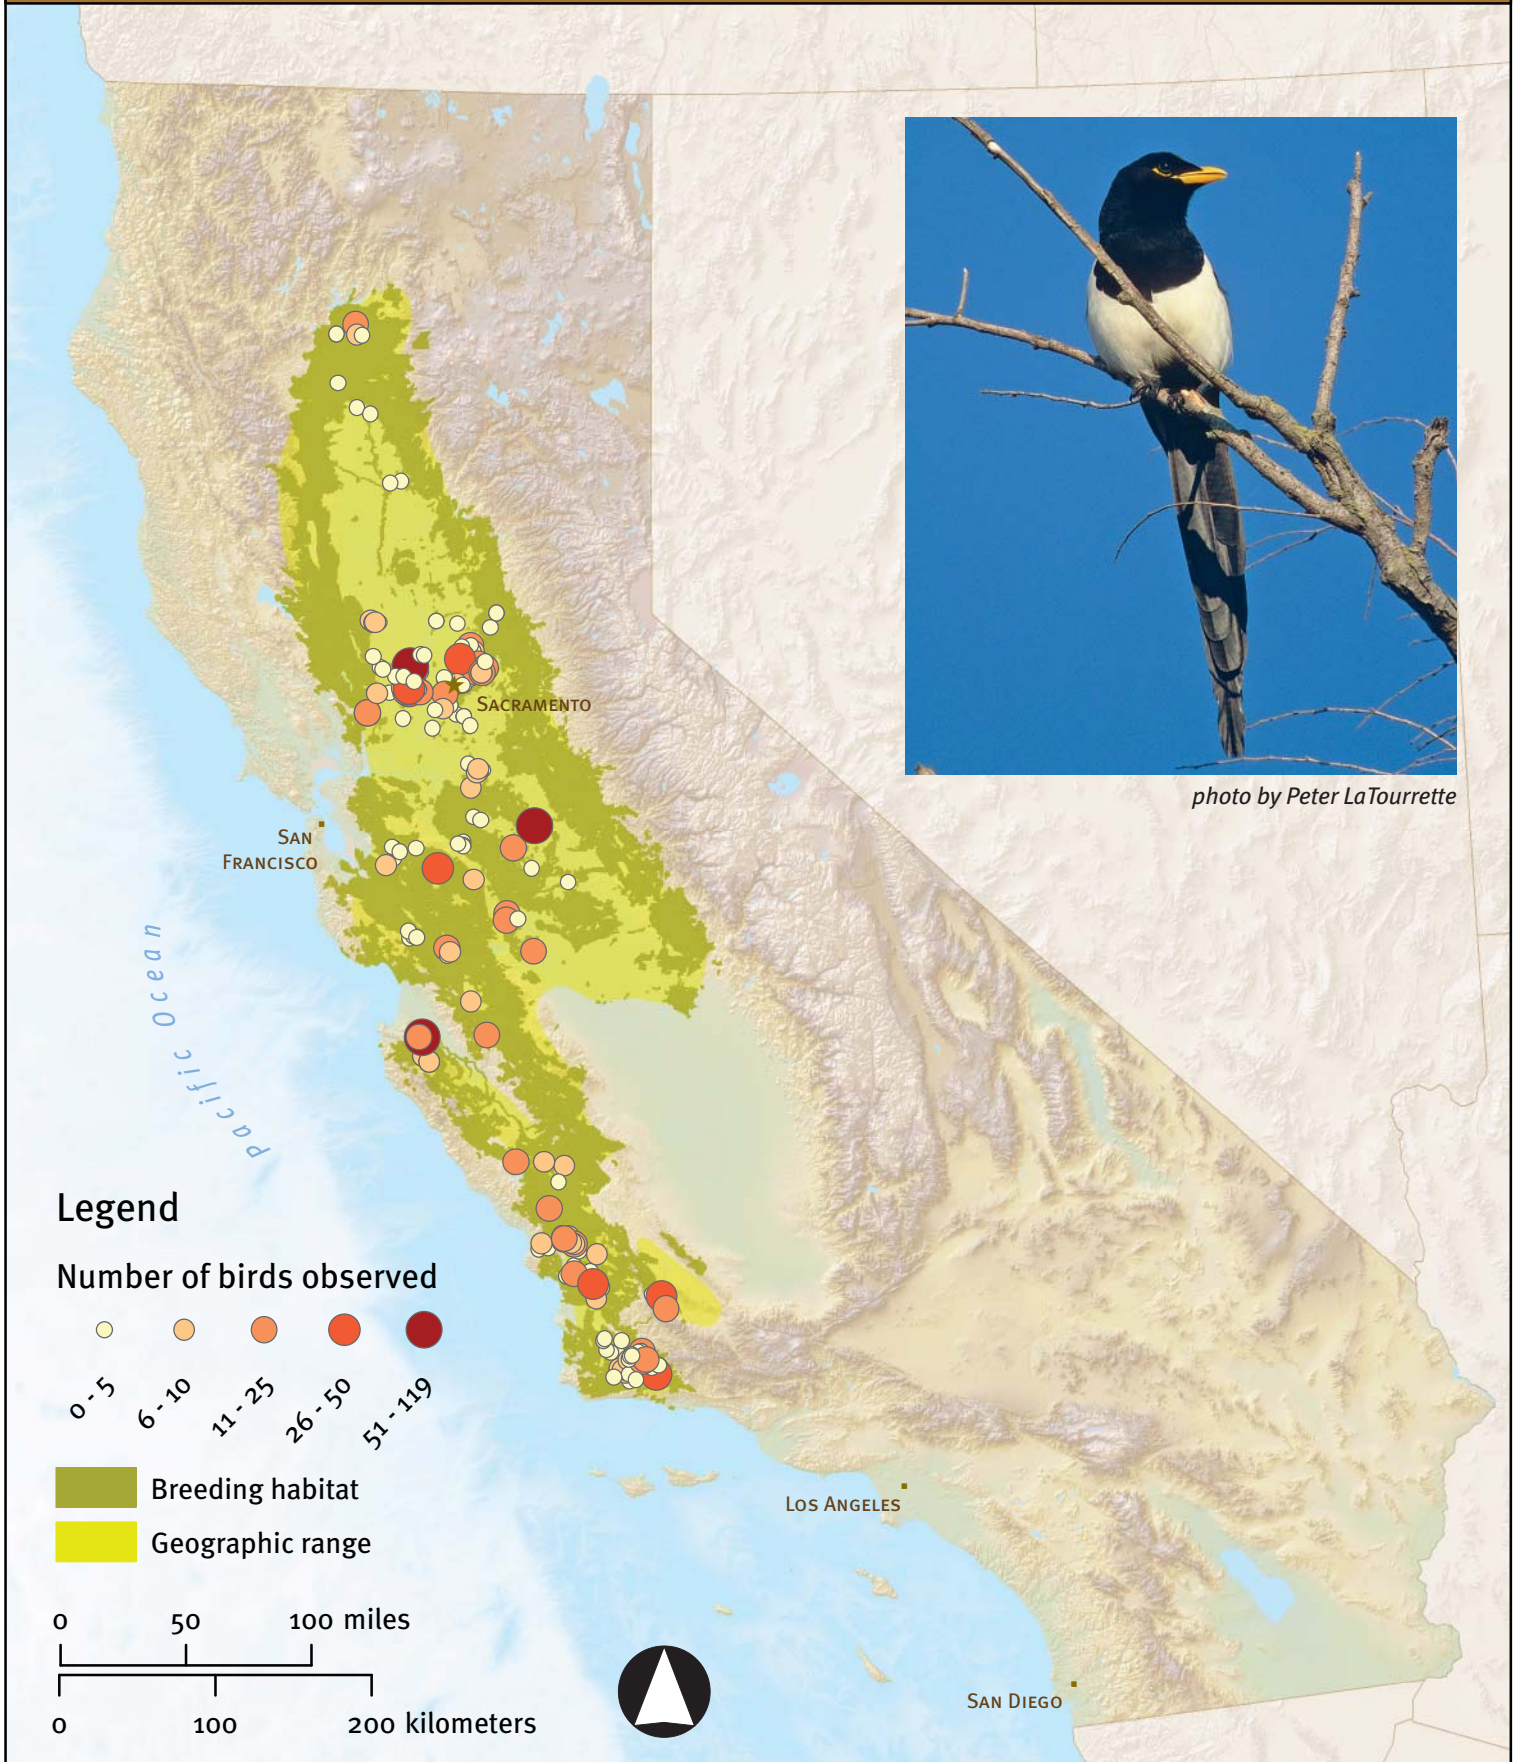 photo by Peter LaTourrette
SACRAMENTO
SAN
FRANCISCO
Pacific Ocean
Legend
Number of birds observed
0 - 5
6 - 10
11 - 25
26 - 50
51 - 119
Breeding habitat
Geographic range
LOS ANGELES
0 50 100 miles
0 100 200 kilometers
SAN DIEGO